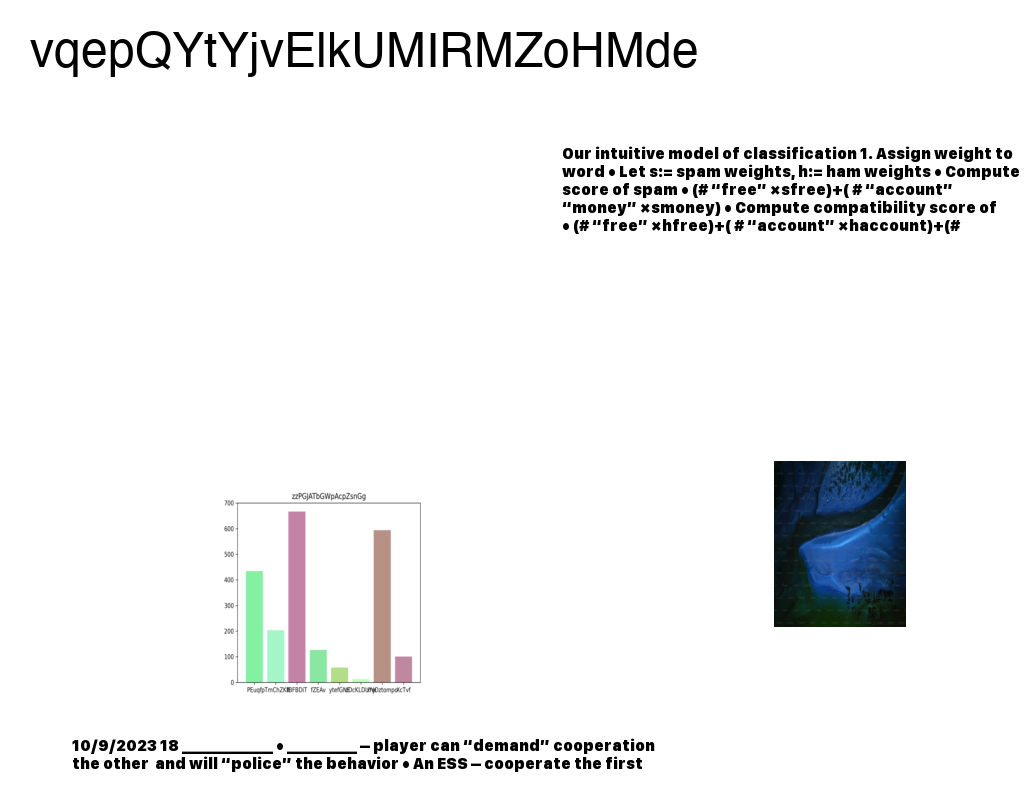 vqepQYtYjvElkUMIRMZoHMde
Our intuitive model of classification 1. Assign weight to
word • Let s:= spam weights, h:= ham weights • Compute
score of spam • (# “free” ×sfree)+( # “account”
“money” ×smoney) • Compute compatibility score of
• (# “free” ×hfree)+( # “account” ×haccount)+(#
zzPGJATbGWpAcpZsnGg
700
600
500
400
300
200
100
0
fZEAv
10/9/2023 18 _____________ • __________ – player can “demand” cooperation
the other and will “police” the behavior • An ESS – cooperate the first